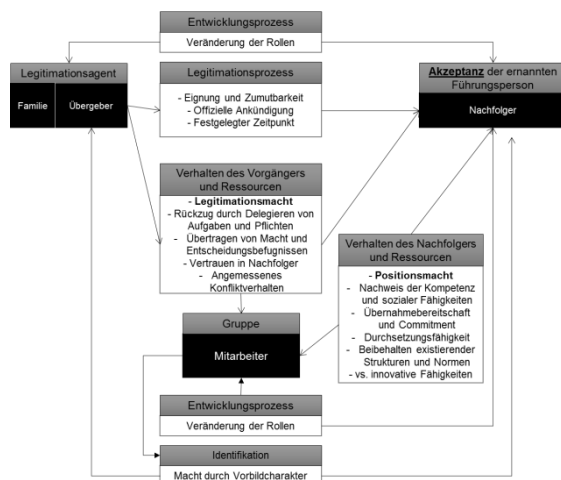 Entwicklungsprozess
Veränderung der Rollen
Legitimationsagent
Familie
Übergeber
Legitimationsprozess
- Eignung und Zumutbarkeit
- Offizielle Ankündigung
- Festgelegter Zeitpunkt
Akzeptanz der ernannten
Führungsperson
Nachfolger
Verhalten des Vorgängers
und Ressourcen
- Legitimationsmacht
- Rückzug durch Delegieren von
Aufgaben und Pflichten
- Übertragen von Macht und
Entscheidungsbefugnissen
- Vertrauen in Nachfolger
- Angemessenes
Konfliktverhalten
Verhalten des Nachfolgers
und Ressourcen
- Positionsmacht
- Nachweis der Kompetenz
und sozialer Fähigkeiten
- Übernahmebereitschaft
und Commitment
- Durchsetzungsfähigkeit
- Beibehalten existierender
Strukturen und Normen
- vs. innovative Fähigkeiten
Gruppe
Mitarbeiter
Entwicklungsprozess
Veränderung der Rollen
Identifikation
Macht durch Vorbildcharakter